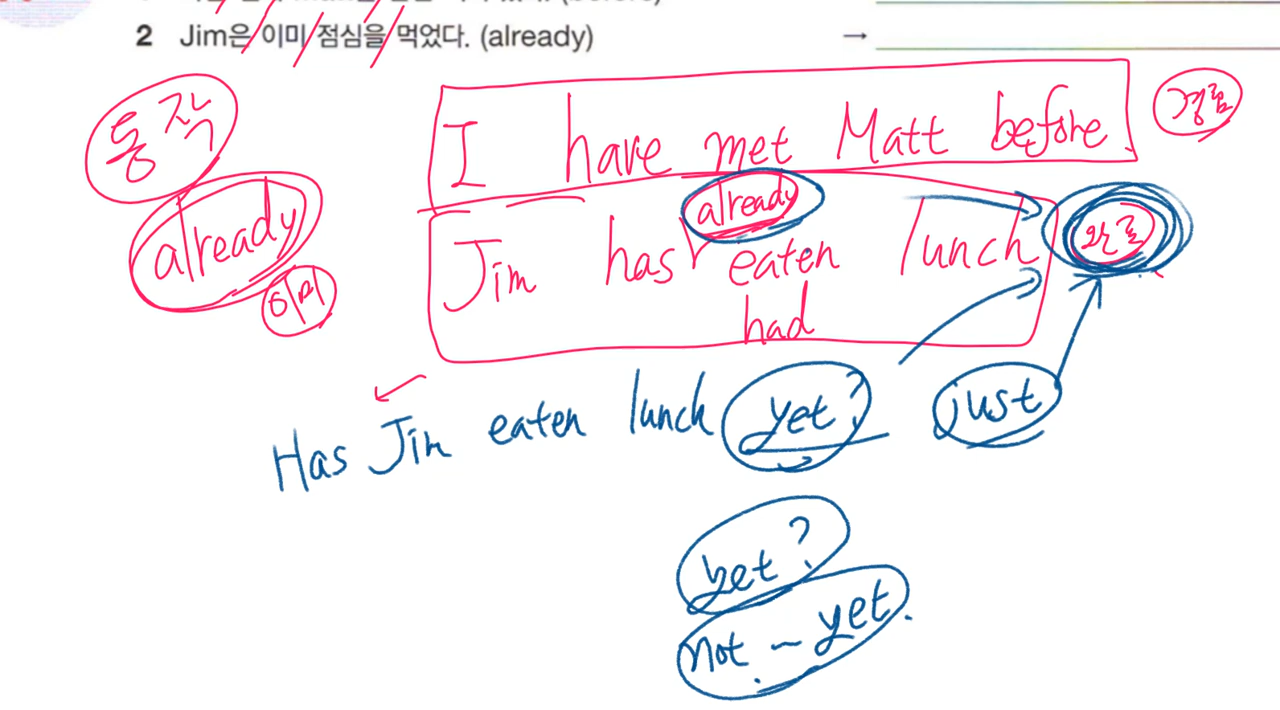 (before)
2 Jim은 이미 점심을 먹었다. (already) →
동작
I have met Matt before. 경험
already
already
Jim has eaten lunch 완료
이미
had
Has Jim eaten lunch yet? just
yet?
not ~ yet.